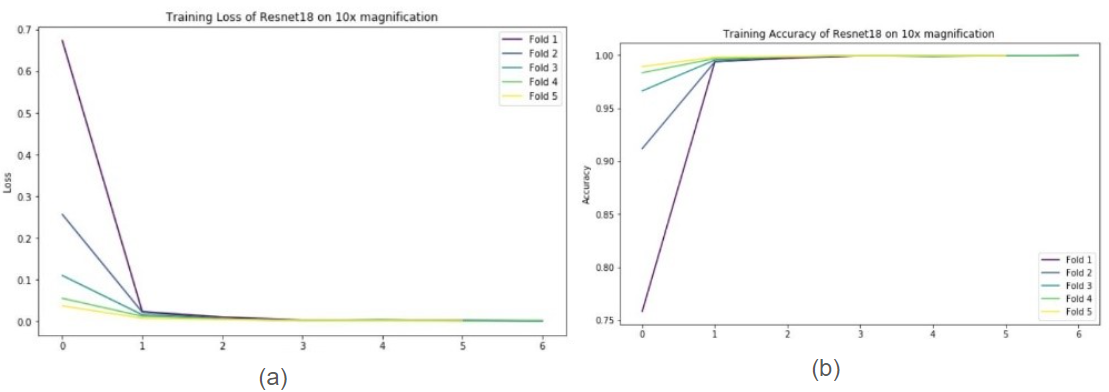 Training Loss of Resnet18 on 10x magnification
0.7
0.6
0.5
0.4
0.3
0.2
0.1
0.0
Loss
Fold 1
Fold 2
Fold 3
Fold 4
Fold 5
0 1 2 3 4 5 6
(a)
Training Accuracy of Resnet18 on 10x magnification
1.00
0.95
0.90
0.85
0.80
0.75
Accuracy
Fold 1
Fold 2
Fold 3
Fold 4
Fold 5
0 1 2 3 4 5 6
(b)